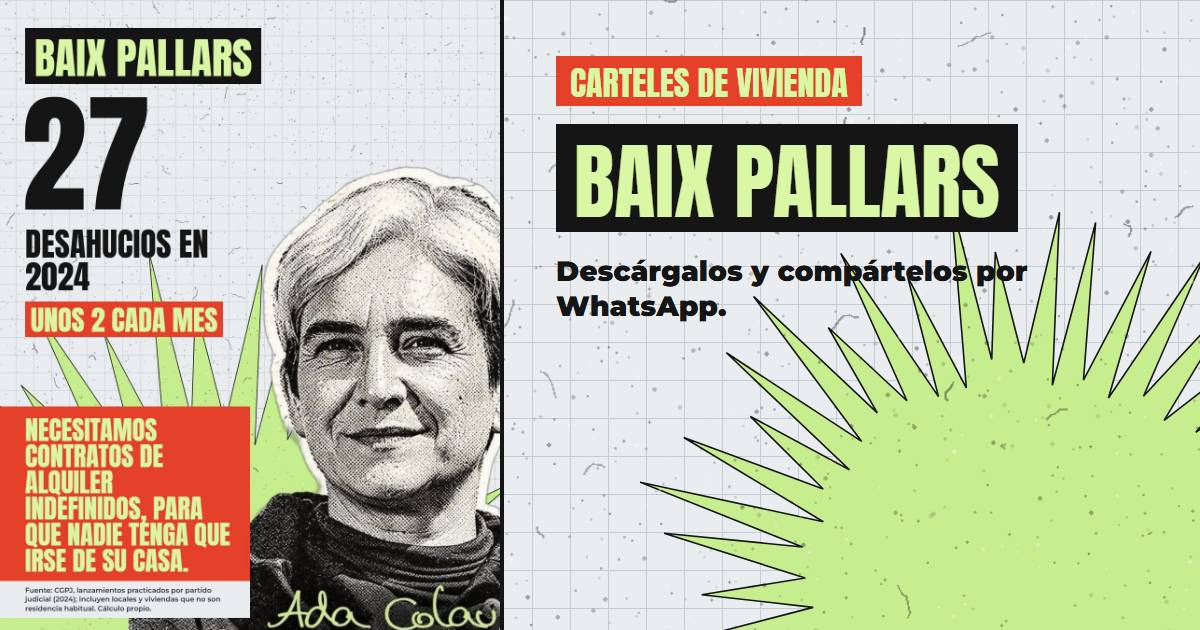 BAIX PALLARS
27
DESAHUCIOS EN
2024
UNOS 2 CADA MES
NECESITAMOS
CONTRATOS DE
ALQUILER
INDEFINIDOS, PARA
QUE NADIE TENGA QUE
IRSE DE SU CASA.
Fuente: CGPJ, lanzamientos practicados por partido
judicial (2024); incluyen locales y viviendas que no son
residencia habitual. Cálculo propio.
Ada Colau
CARTELES DE VIVIENDA
BAIX PALLARS
Descárgalos y compártelos por
WhatsApp.